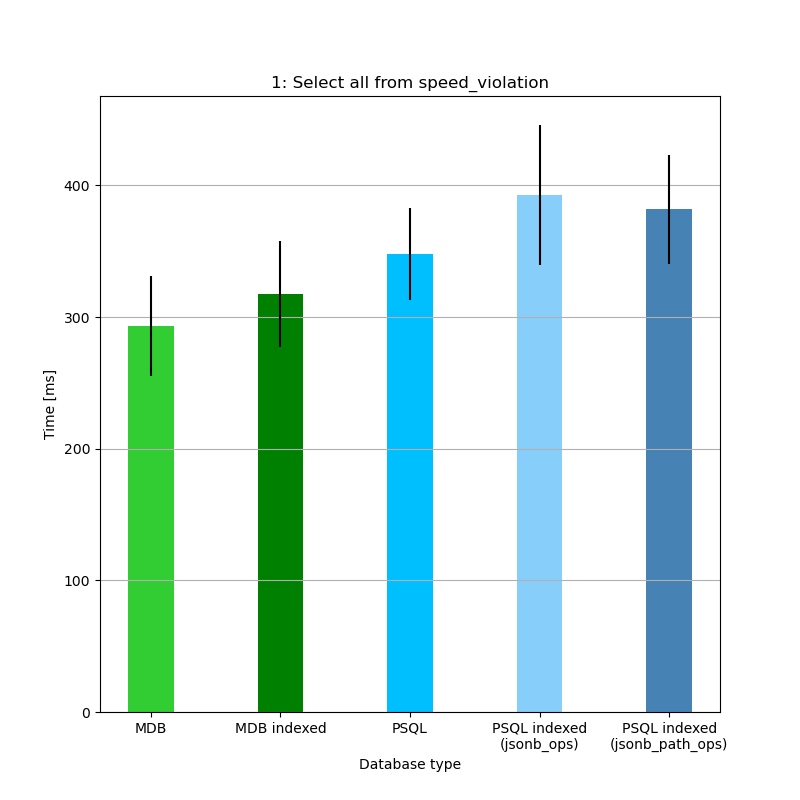 1: Select all from speed_violation
Time [ms]
400
300
200
100
0
MDB
MDB indexed
PSQL
PSQL indexed
(jsonb_ops)
PSQL indexed
(jsonb_path_ops)
Database type